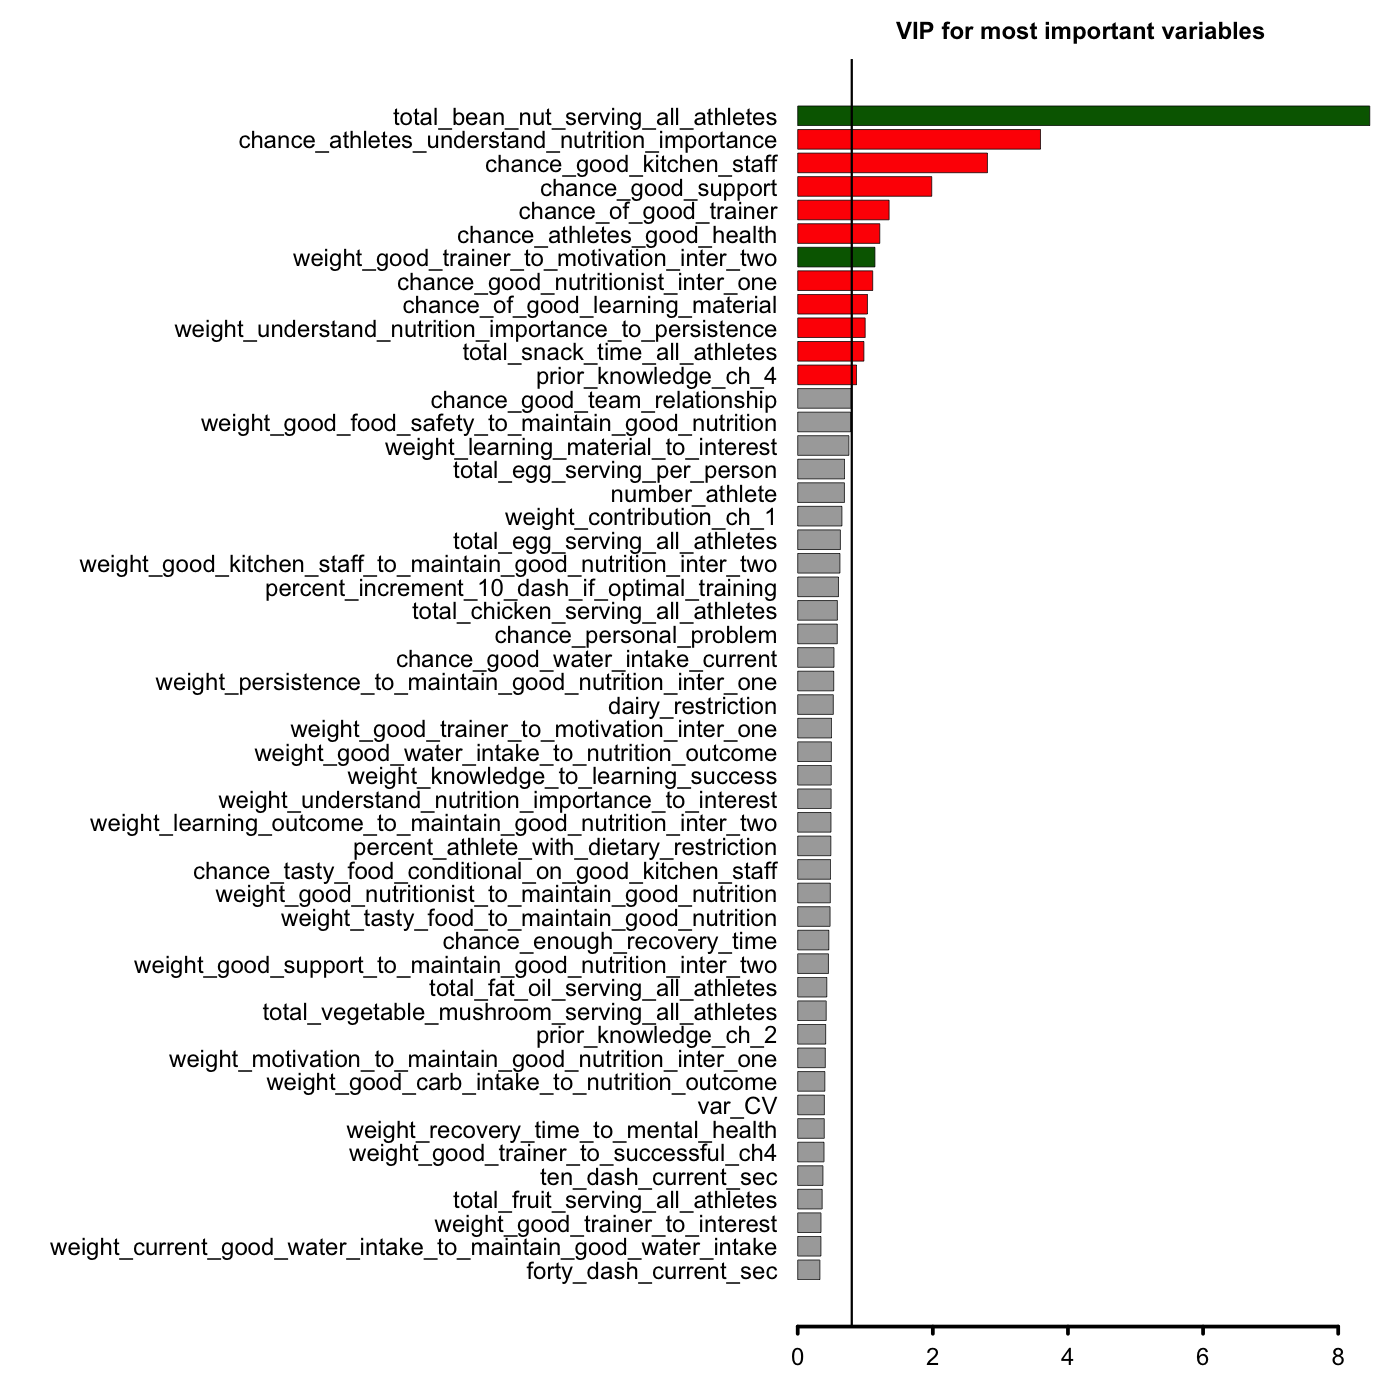 VIP for most important variables
total_bean_nut_serving_all_athletes
chance_athletes_understand_nutrition_importance
chance_good_kitchen_staff
chance_good_support
chance_of_good_trainer
chance_athletes_good_health
weight_good_trainer_to_motivation_inter_two
chance_good_nutritionist_inter_one
chance_of_good_learning_material
weight_understand_nutrition_importance_to_persistence
total_snack_time_all_athletes
prior_knowledge_ch_4
chance_good_team_relationship
weight_good_food_safety_to_maintain_good_nutrition
weight_learning_material_to_interest
total_egg_serving_per_person
number_athlete
weight_contribution_ch_1
total_egg_serving_all_athletes
weight_good_kitchen_staff_to_maintain_good_nutrition_inter_two
percent_increment_10_dash_if_optimal_training
total_chicken_serving_all_athletes
chance_personal_problem
chance_good_water_intake_current
weight_persistence_to_maintain_good_nutrition_inter_one
dairy_restriction
weight_good_trainer_to_motivation_inter_one
weight_good_water_intake_to_nutrition_outcome
weight_knowledge_to_learning_success
weight_understand_nutrition_importance_to_interest
weight_learning_outcome_to_maintain_good_nutrition_inter_two
percent_athlete_with_dietary_restriction
chance_tasty_food_conditional_on_good_kitchen_staff
weight_good_nutritionist_to_maintain_good_nutrition
weight_tasty_food_to_maintain_good_nutrition
chance_enough_recovery_time
weight_good_support_to_maintain_good_nutrition_inter_two
total_fat_oil_serving_all_athletes
total_vegetable_mushroom_serving_all_athletes
prior_knowledge_ch_2
weight_motivation_to_maintain_good_nutrition_inter_one
weight_good_carb_intake_to_nutrition_outcome
var_CV
weight_recovery_time_to_mental_health
weight_good_trainer_to_successful_ch4
ten_dash_current_sec
total_fruit_serving_all_athletes
weight_good_trainer_to_interest
weight_current_good_water_intake_to_maintain_good_water_intake
forty_dash_current_sec
0 2 4 6 8